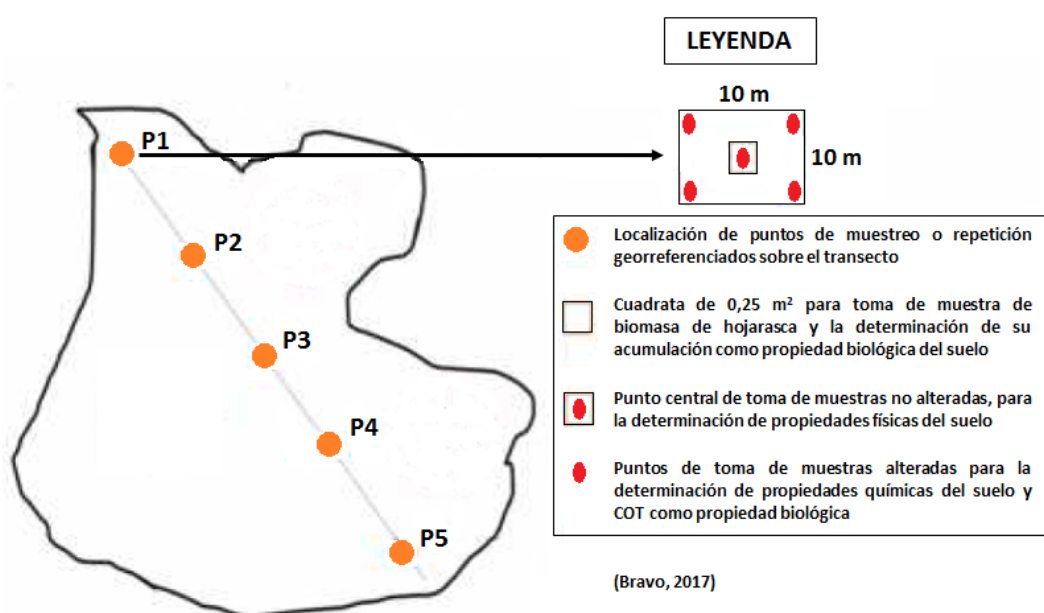 LEYENDA
10 m
10 m
P1
P2
P3
P4
P5
Localización de puntos de muestreo o repetición
georreferenciados sobre el transecto
Cuadrata de 0,25 m² para toma de muestra de
biomasa de hojarasca y la determinación de su
acumulación como propiedad biológica del suelo
Punto central de toma de muestras no alteradas, para
la determinación de propiedades físicas del suelo
Puntos de toma de muestras alteradas para la
determinación de propiedades químicas del suelo y
COT como propiedad biológica
(Bravo, 2017)